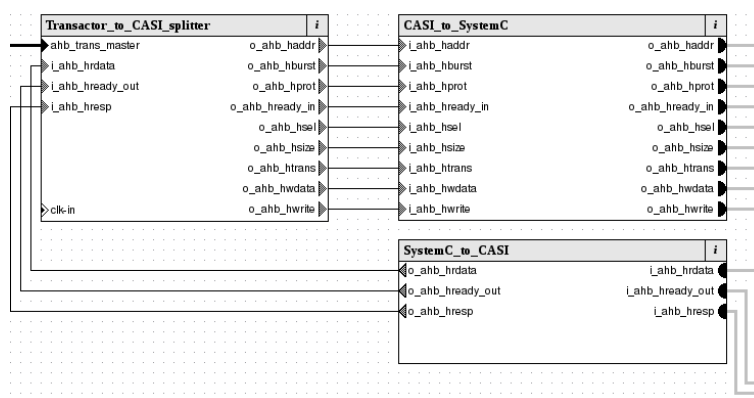 Transactor_to_CASI_splitter i
ahb_trans_master o_ahb_haddr
i_ahb_hrdata o_ahb_hburst
i_ahb_hready_out o_ahb_hprot
i_ahb_hresp o_ahb_hready_in
o_ahb_hsel
o_ahb_hsize
o_ahb_htrans
o_ahb_hwdata
clk-in o_ahb_hwrite
CASI_to_SystemC i
i_ahb_haddr o_ahb_haddr
i_ahb_hburst o_ahb_hburst
i_ahb_hprot o_ahb_hprot
i_ahb_hready_in o_ahb_hready_in
i_ahb_hsel o_ahb_hsel
i_ahb_hsize o_ahb_hsize
i_ahb_htrans o_ahb_htrans
i_ahb_hwdata o_ahb_hwdata
i_ahb_hwrite o_ahb_hwrite
SystemC_to_CASI i
o_ahb_hrdata i_ahb_hrdata
o_ahb_hready_out i_ahb_hready_out
o_ahb_hresp i_ahb_hresp